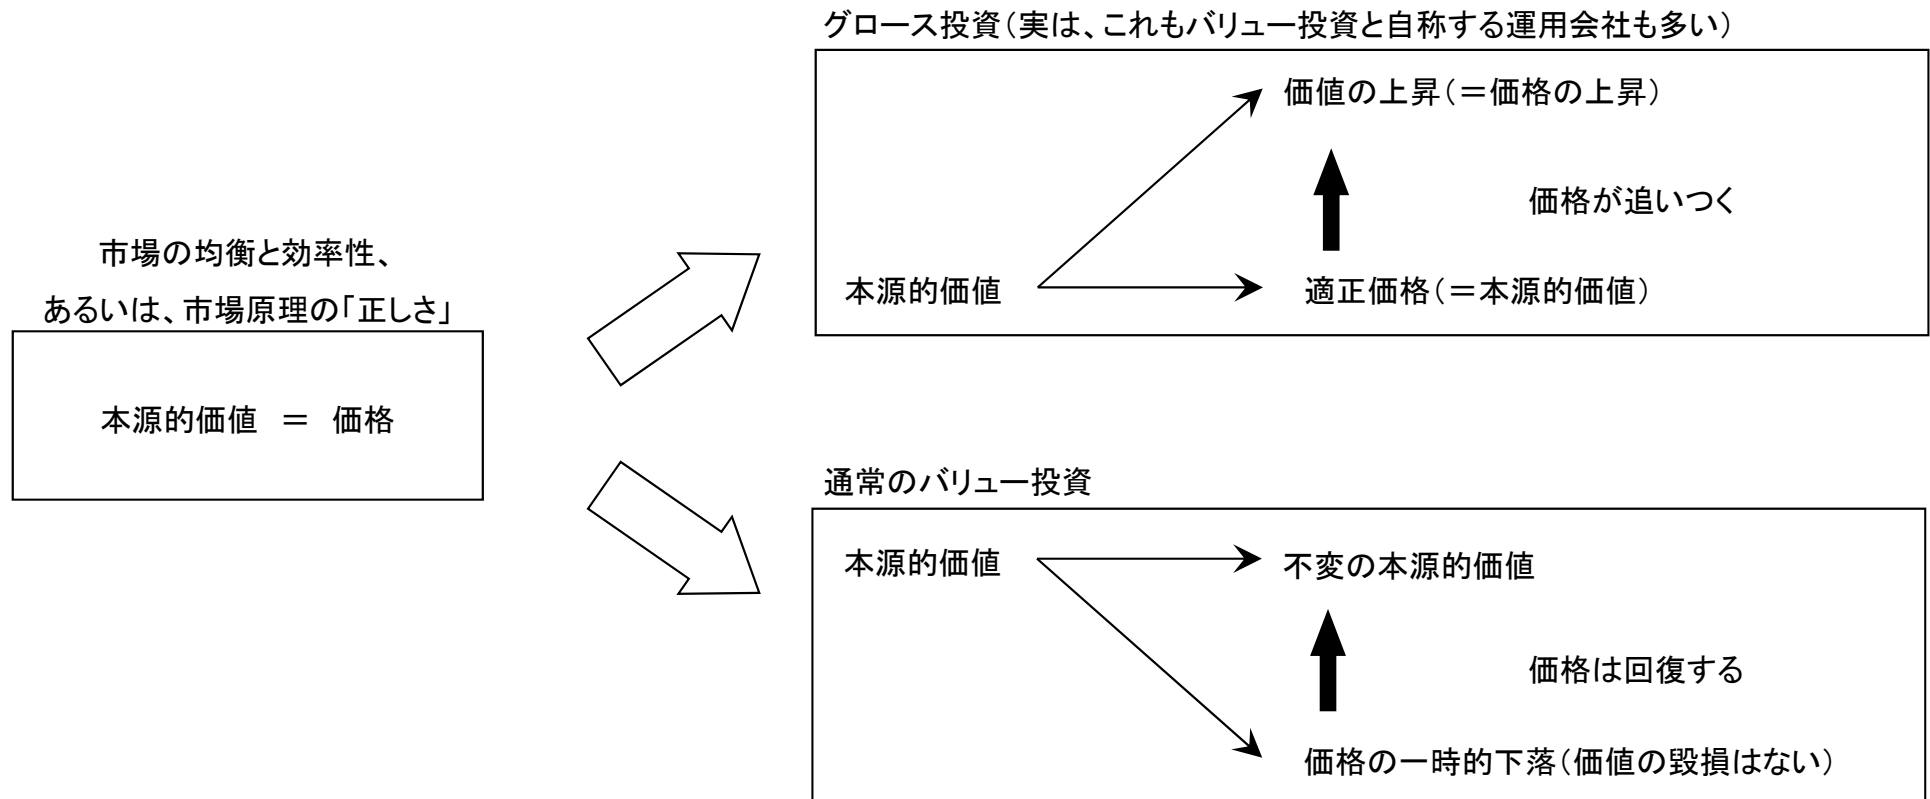 市場の均衡と効率性、
あるいは、市場原理の「正しさ」
本源的価値 ＝ 価格
グロース投資（実は、これもバリュー投資と自称する運用会社も多い）
価値の上昇（＝価格の上昇）
価格が追いつく
本源的価値
適正価格（＝本源的価値）
通常のバリュー投資
本源的価値
不変の本源的価値
価格は回復する
価格の一時的下落（価値の毀損はない）